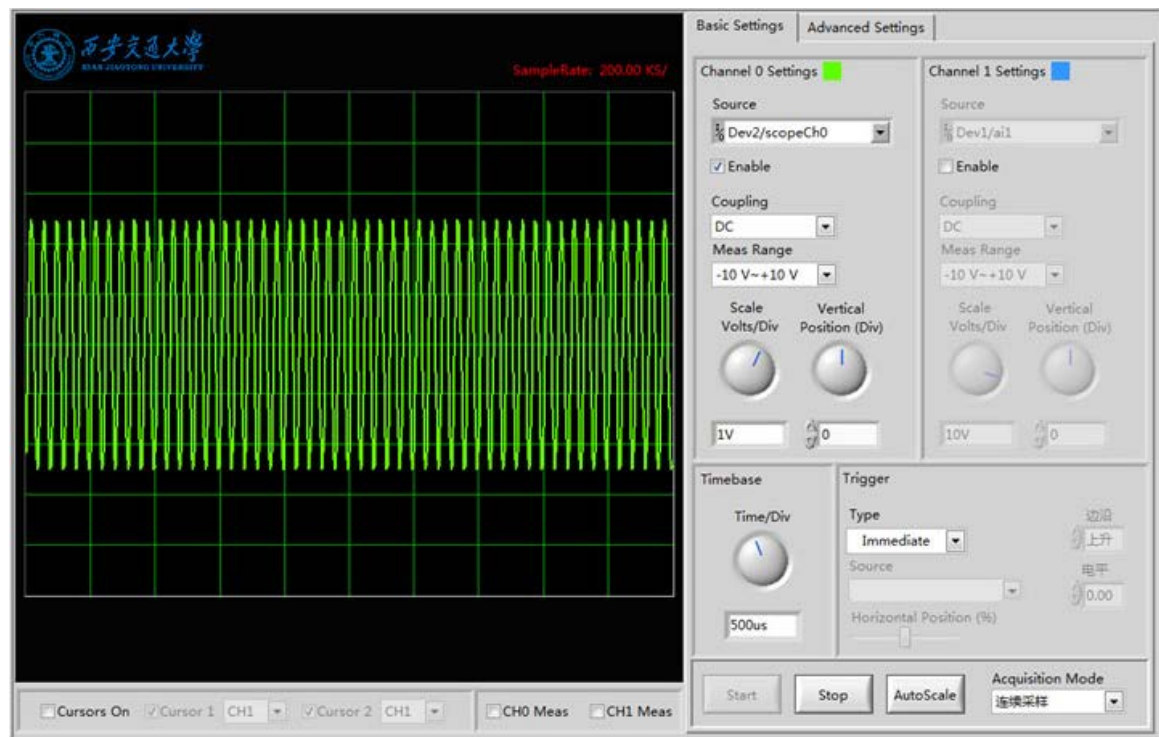 西安交通大学
XIAN JIAOTONG UNIVERSITY
SampleRate: 200.00 KS/
Basic Settings
Advanced Settings
Channel 0 Settings
Source
Dev2/scopeCh0
Enable
Coupling
DC
Meas Range
-10 V~+10 V
Scale
Volts/Div
Vertical
Position (Div)
1V
0
Channel 1 Settings
Source
Dev1/ai1
Enable
Coupling
DC
Meas Range
-10 V~+10 V
Scale
Volts/Div
Vertical
Position (Div)
10V
0
Timebase
Time/Div
500us
Trigger
Type
Immediate
Source
Horizontal Position (%)
边沿
上升
电平
0.00
Start
Stop
AutoScale
Acquisition Mode
连续采样
Cursors On
Cursor 1
CH1
Cursor 2
CH1
CH0 Meas
CH1 Meas